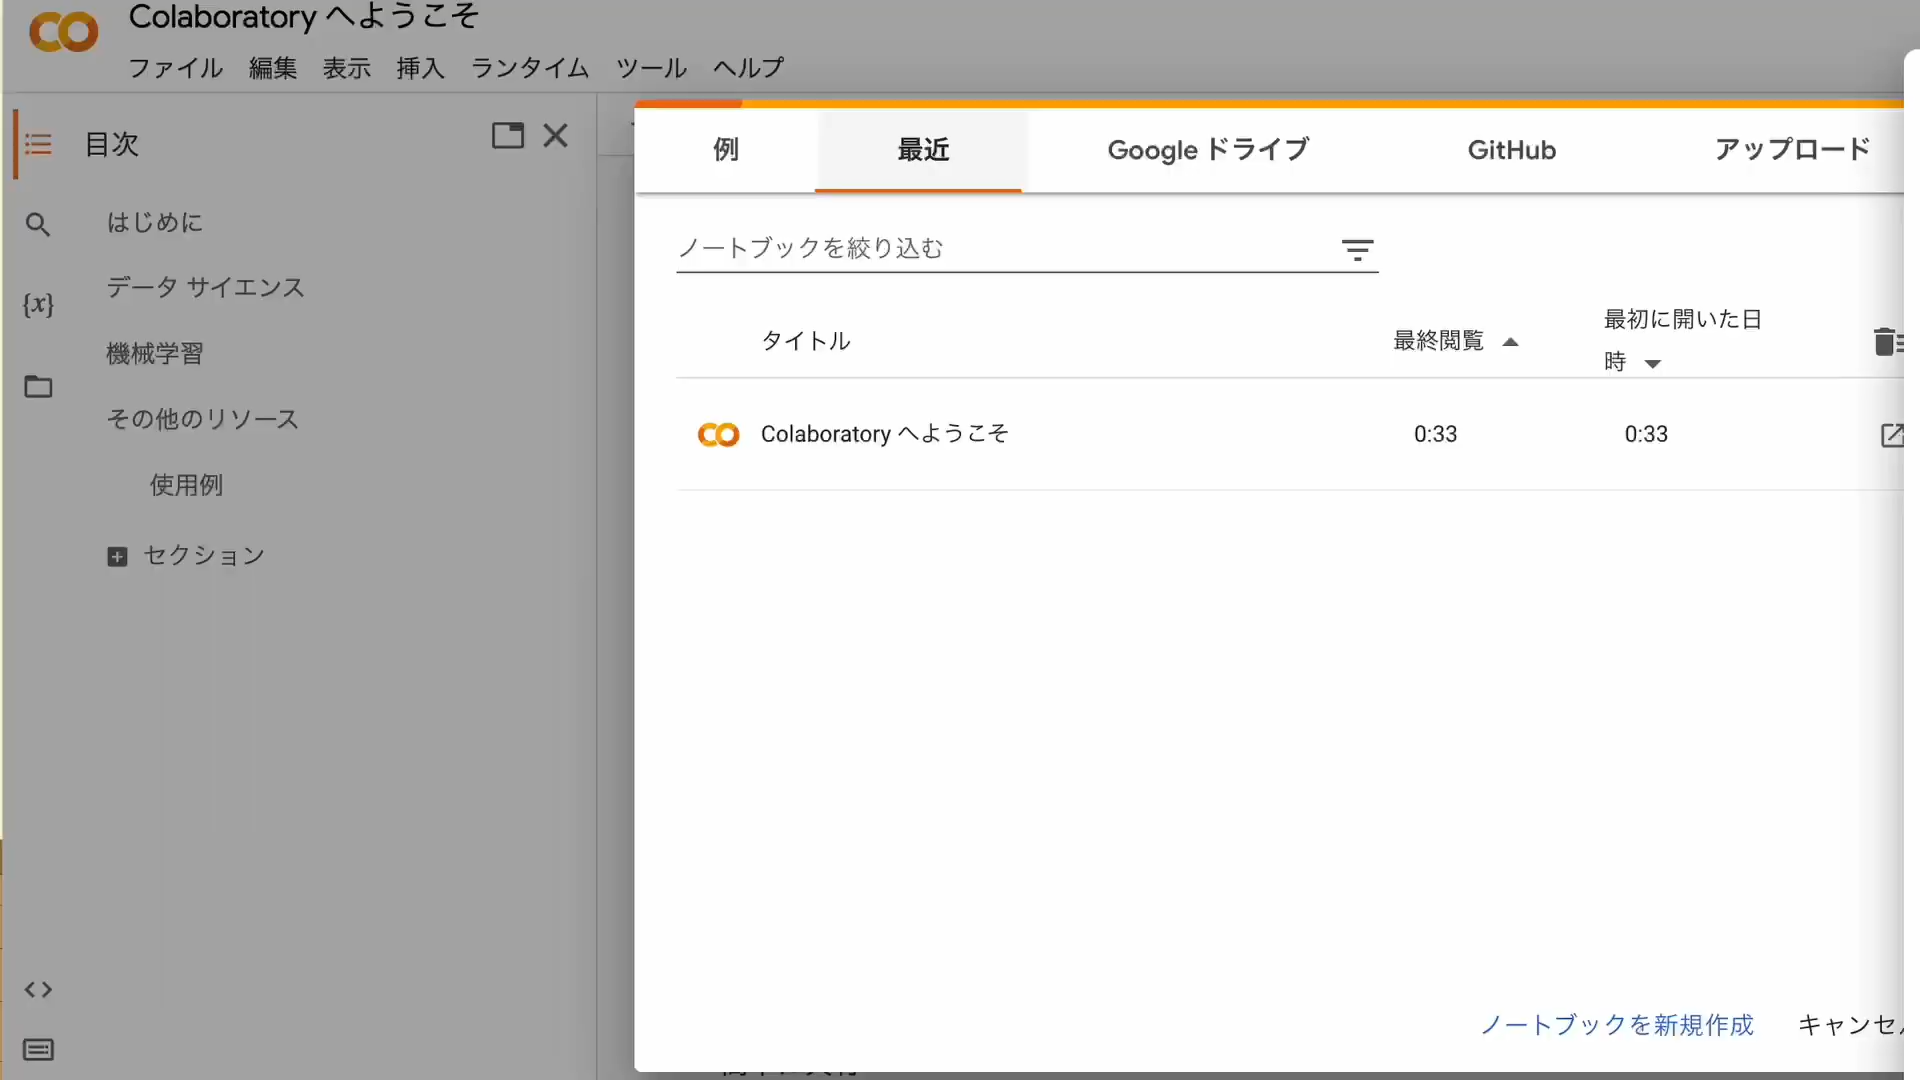 Colaboratory へようこそ
ファイル 編集 表示 挿入 ランタイム ツール ヘルプ
目次
はじめに
データ サイエンス
機械学習
その他のリソース
使用例
セクション
例 最近 Google ドライブ GitHub アップロード
ノートブックを絞り込む
タイトル 最終閲覧 最初に開いた日
時
Colaboratory へようこそ 0:33 0:33
ノートブックを新規作成 キャンセ